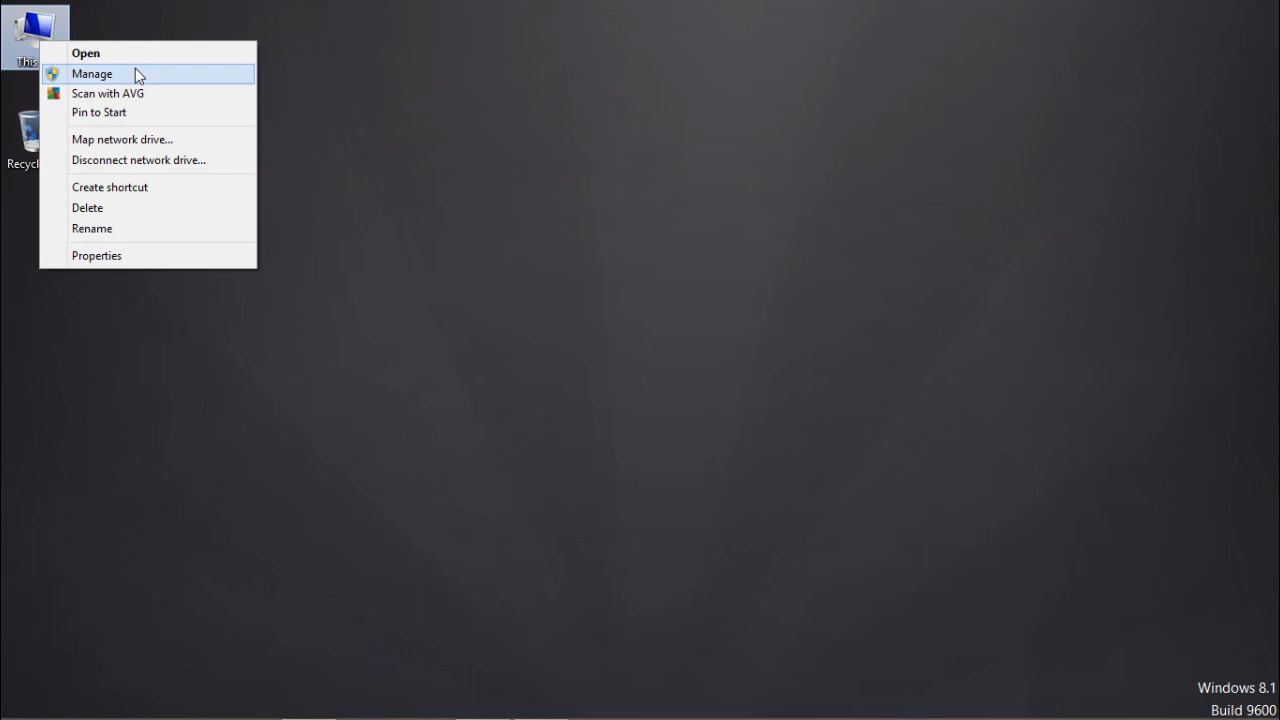 This
Open
Manage
Scan with AVG
Pin to Start
Map network drive...
Disconnect network drive...
Recycl
Create shortcut
Delete
Rename
Properties
Windows 8.1
Build 9600